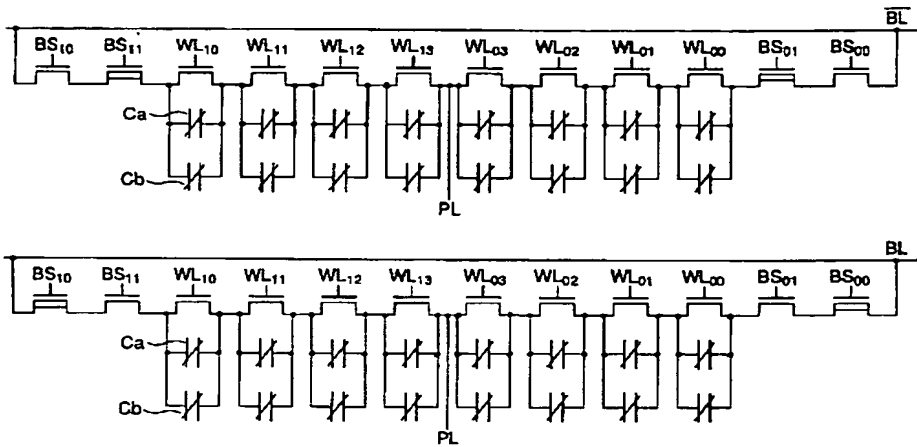 B̅L̅
BS₁₀ BS₁₁ WL₁₀ WL₁₁ WL₁₂ WL₁₃ WL₀₃ WL₀₂ WL₀₁ WL₀₀ BS₀₁ BS₀₀
Ca
Cb
PL
BL
BS₁₀ BS₁₁ WL₁₀ WL₁₁ WL₁₂ WL₁₃ WL₀₃ WL₀₂ WL₀₁ WL₀₀ BS₀₁ BS₀₀
Ca
Cb
PL